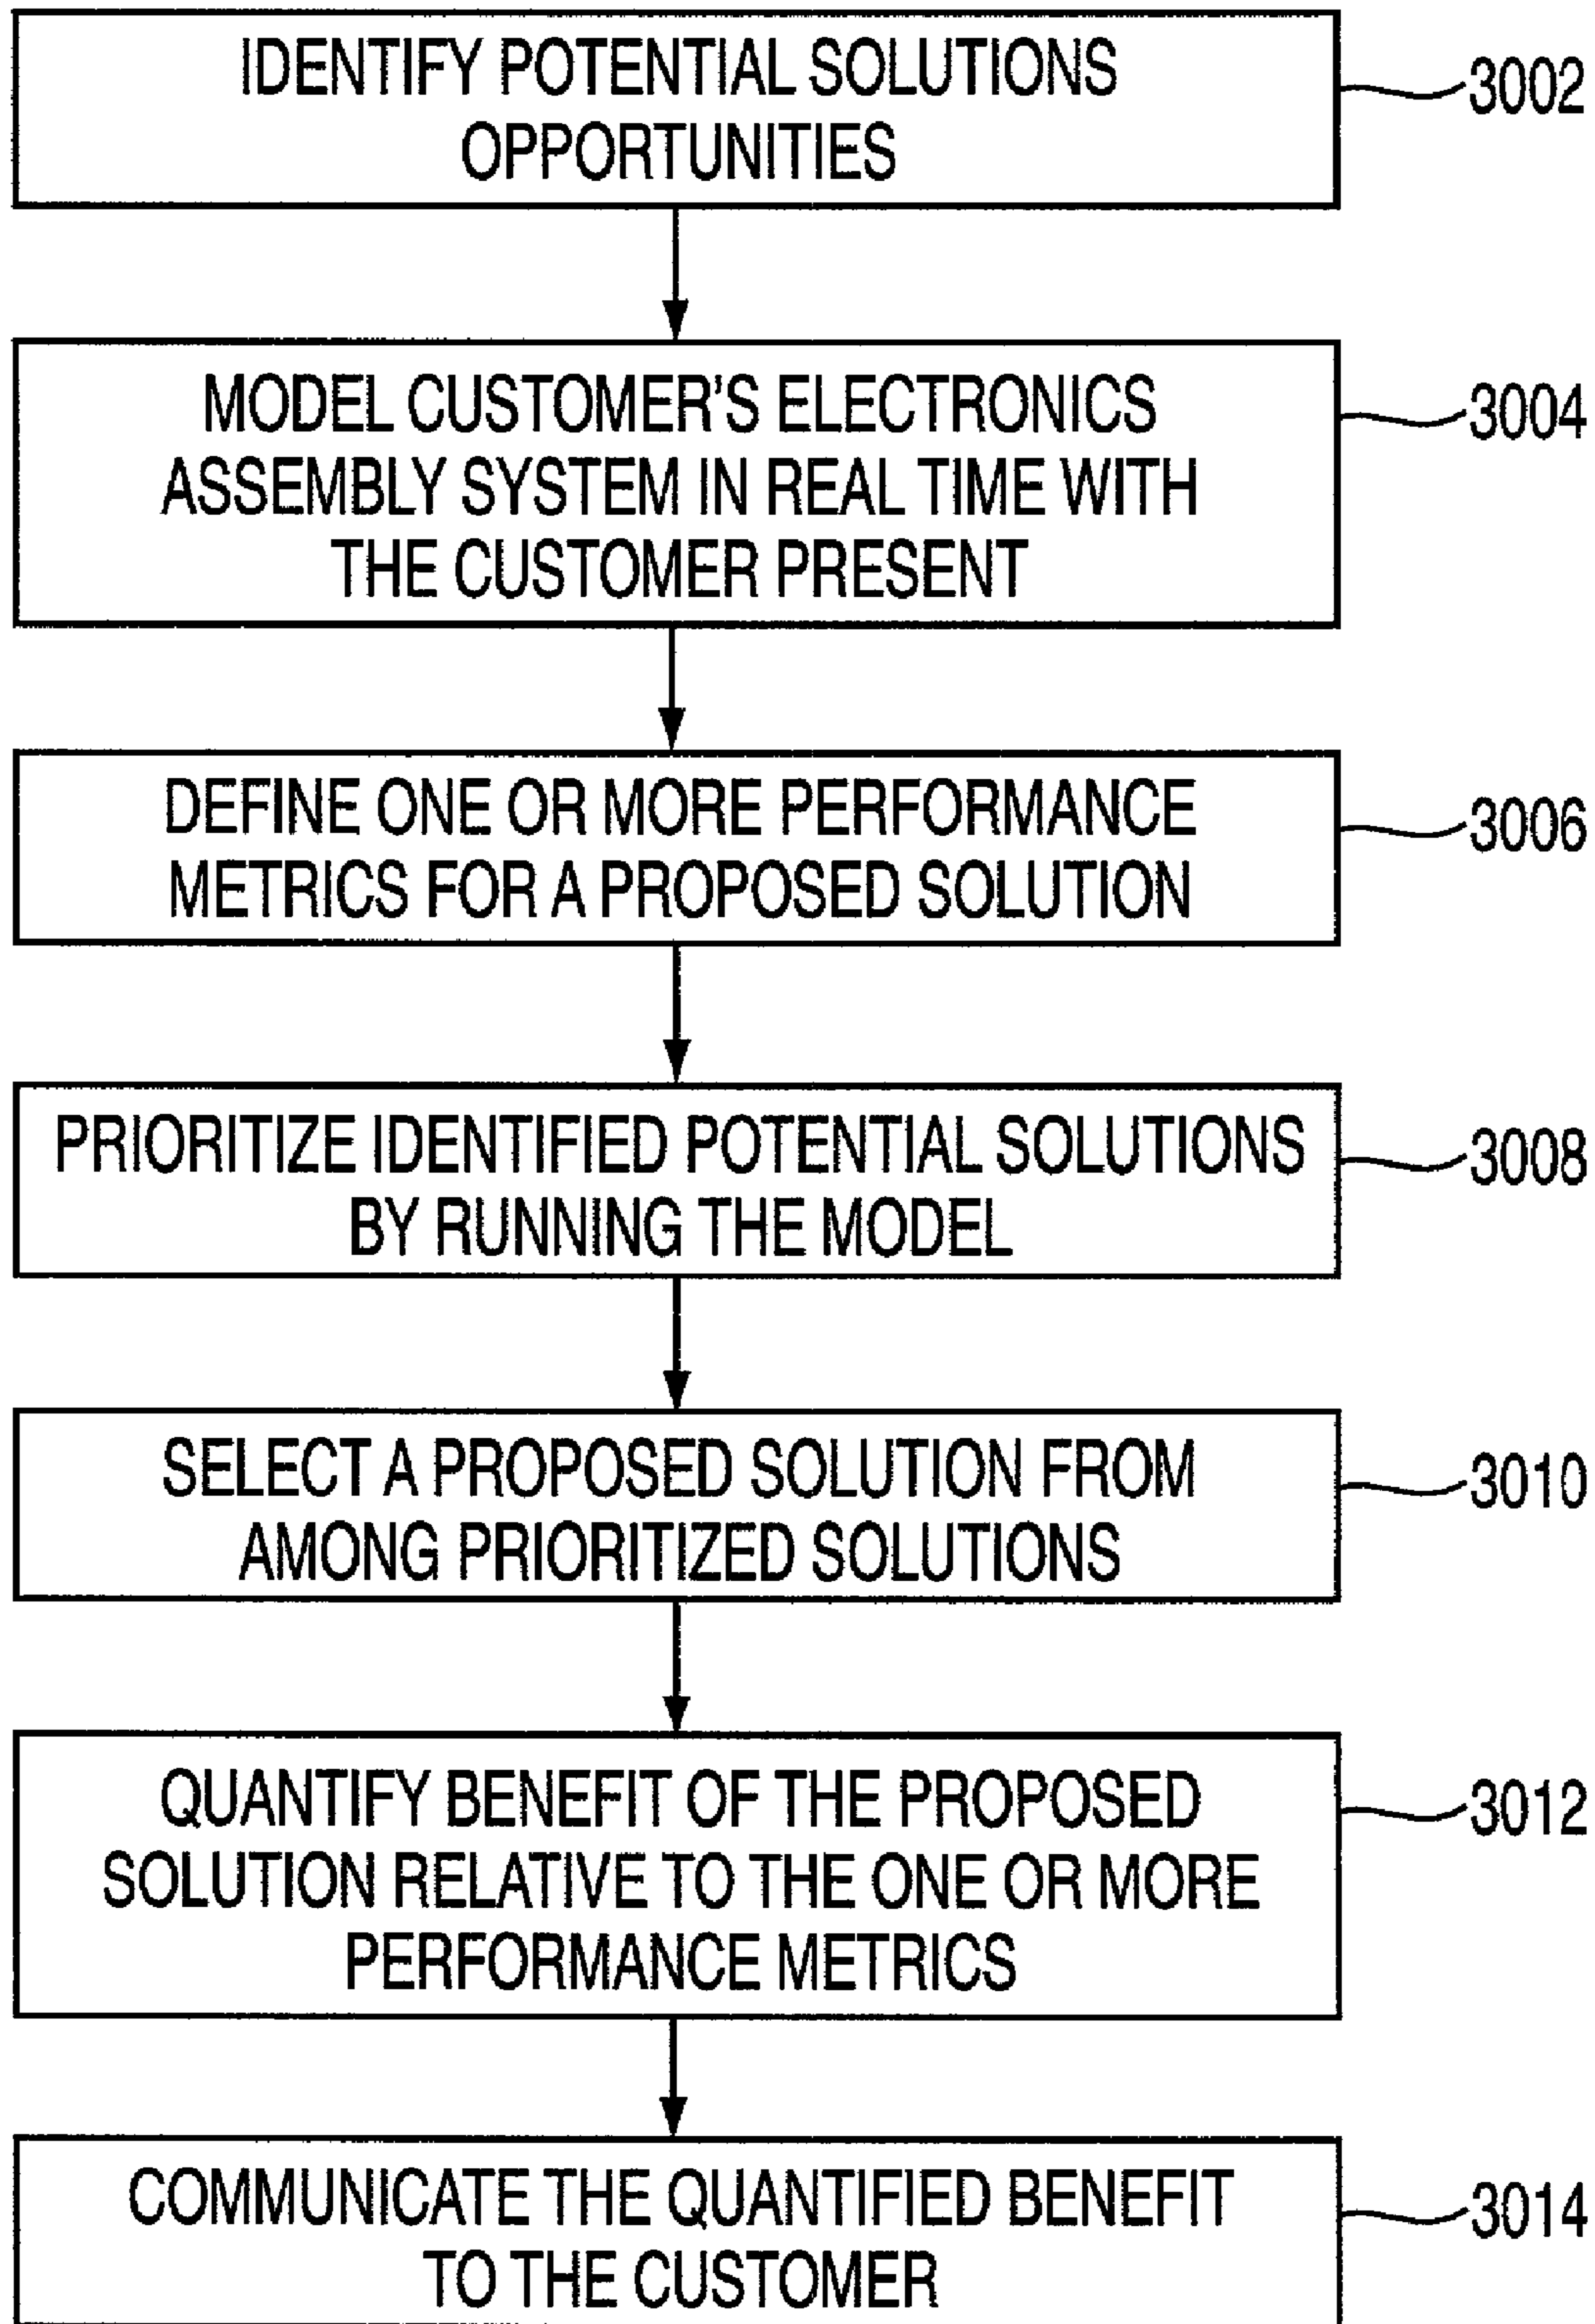 IDENTIFY POTENTIAL SOLUTIONS
OPPORTUNITIES
3002
MODEL CUSTOMER'S ELECTRONICS
ASSEMBLY SYSTEM IN REAL TIME WITH
THE CUSTOMER PRESENT
3004
DEFINE ONE OR MORE PERFORMANCE
METRICS FOR A PROPOSED SOLUTION
3006
PRIORITIZE IDENTIFIED POTENTIAL SOLUTIONS
BY RUNNING THE MODEL
3008
SELECT A PROPOSED SOLUTION FROM
AMONG PRIORITIZED SOLUTIONS
3010
QUANTIFY BENEFIT OF THE PROPOSED
SOLUTION RELATIVE TO THE ONE OR MORE
PERFORMANCE METRICS
3012
COMMUNICATE THE QUANTIFIED BENEFIT
TO THE CUSTOMER
3014